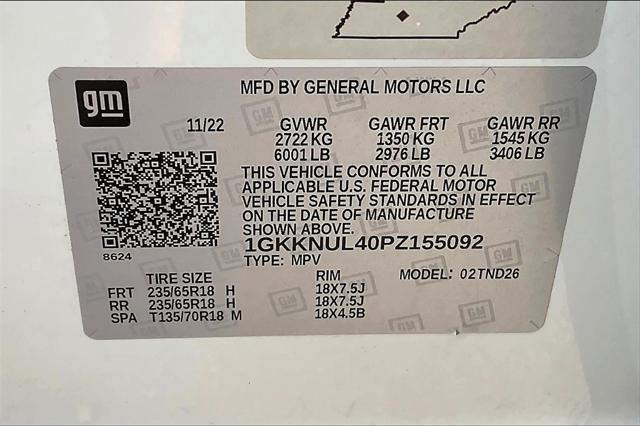 gm
MFD BY GENERAL MOTORS LLC
11/22 GVWR GAWR FRT GAWR RR
2722 KG 1350 KG 1545 KG
6001 LB 2976 LB 3406 LB
THIS VEHICLE CONFORMS TO ALL
APPLICABLE U.S. FEDERAL MOTOR
VEHICLE SAFETY STANDARDS IN EFFECT
ON THE DATE OF MANUFACTURE
SHOWN ABOVE.
1GKKNUL40PZ155092
8624
TYPE: MPV MODEL: 02TND26
TIRE SIZE RIM
FRT 235/65R18 H 18X7.5J
RR 235/65R18 H 18X7.5J
SPA T135/70R18 M 18X4.5B